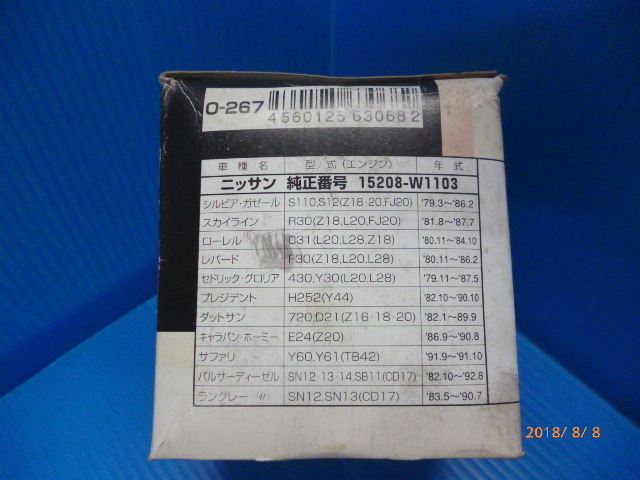 O-267
4560125 630682
車種名 型式(エンジン) 年式
ニッサン 純正番号 15208-W1103
シルビア·ガゼール S110,S12(Z18·20,FJ20) '79.3〜'86.2
スカイライン R30(Z18,L20,FJ20) '81.8〜'87.7
ローレル C31(L20,L28,Z18) '80.11〜'84.10
レパード F30(Z18,L20,L28) '80.11〜'86.2
セドリック·グロリア 430,Y30(L20,L28) '79.11〜'87.5
プレジデント H252(Y44) '82.10〜'90.10
ダットサン 720,D21(Z16·18·20) '82.1〜'89.9
キャラバン·ホーミー E24(Z20) '86.9〜'90.8
サファリ Y60,Y61(TB42) '91.9〜'91.10
パルサーディーゼル SN12·13·14,SB11(CD17) '82.10〜'92.8
ラングレー 〃 SN12,SN13(CD17) '83.5〜'90.7
2018/ 8/ 8